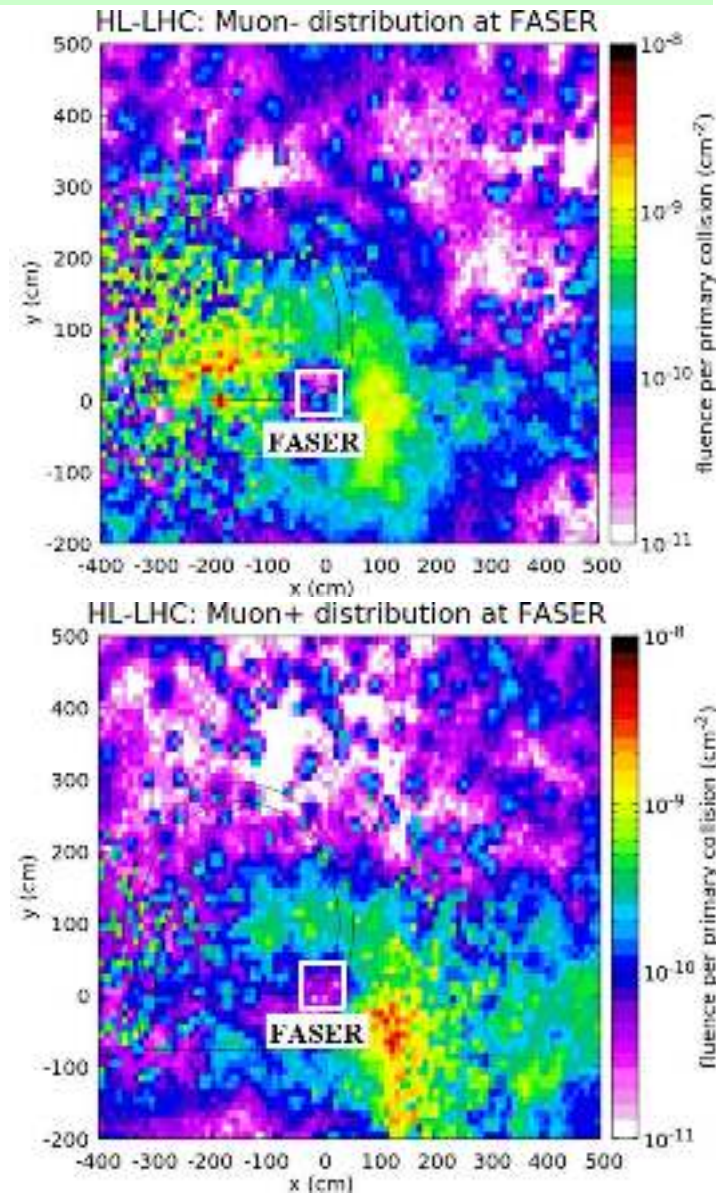 HL-LHC: Muon- distribution at FASER
500
400
300
200
100
0
-100
-200
y (cm)
FASER
-400 -300 -200 -100 0 100 200 300 400 500
x (cm)
10-8
10-9
10-10
10-11
fluence per primary collision (cm-2)
HL-LHC: Muon+ distribution at FASER
500
400
300
200
100
0
-100
-200
y (cm)
FASER
-400 -300 -200 -100 0 100 200 300 400 500
x (cm)
10-8
10-9
10-10
10-11
fluence per primary collision (cm-2)